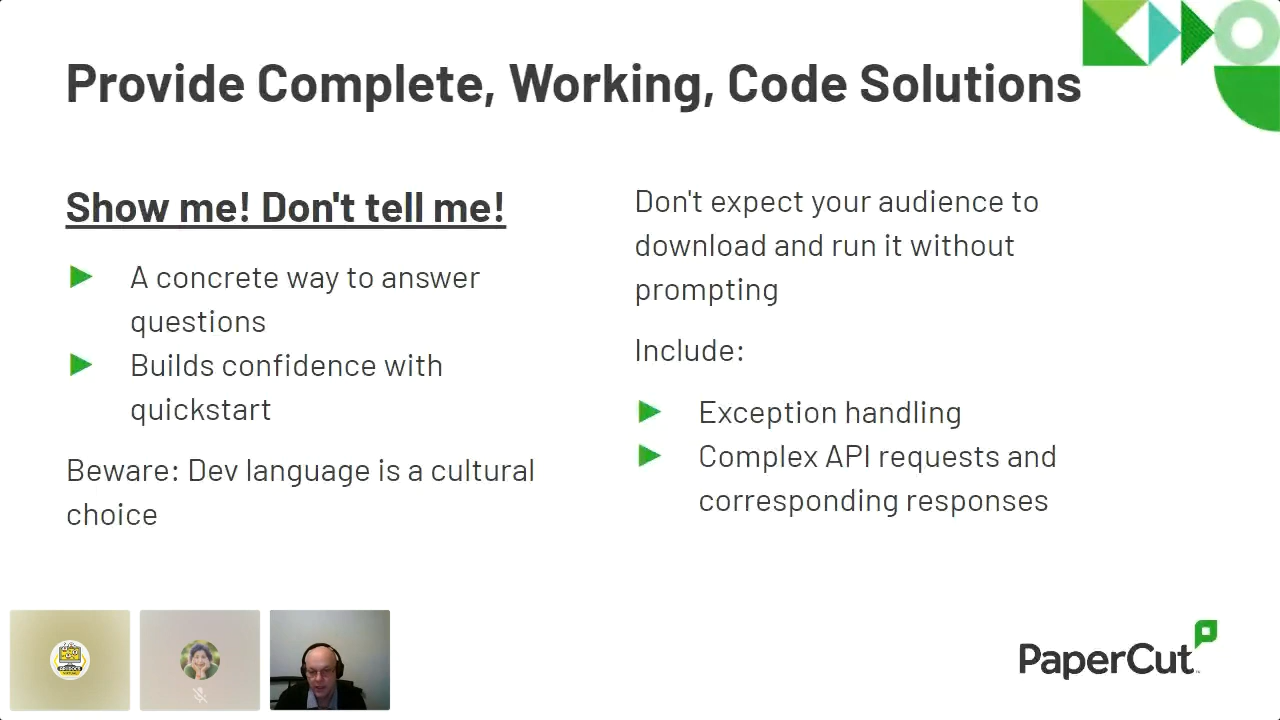 Provide Complete, Working, Code Solutions
Show me! Don't tell me!
A concrete way to answer
questions
Builds confidence with
quickstart
Beware: Dev language is a cultural
choice
Don't expect your audience to
download and run it without
prompting
Include:
Exception handling
Complex API requests and
corresponding responses
PaperCut